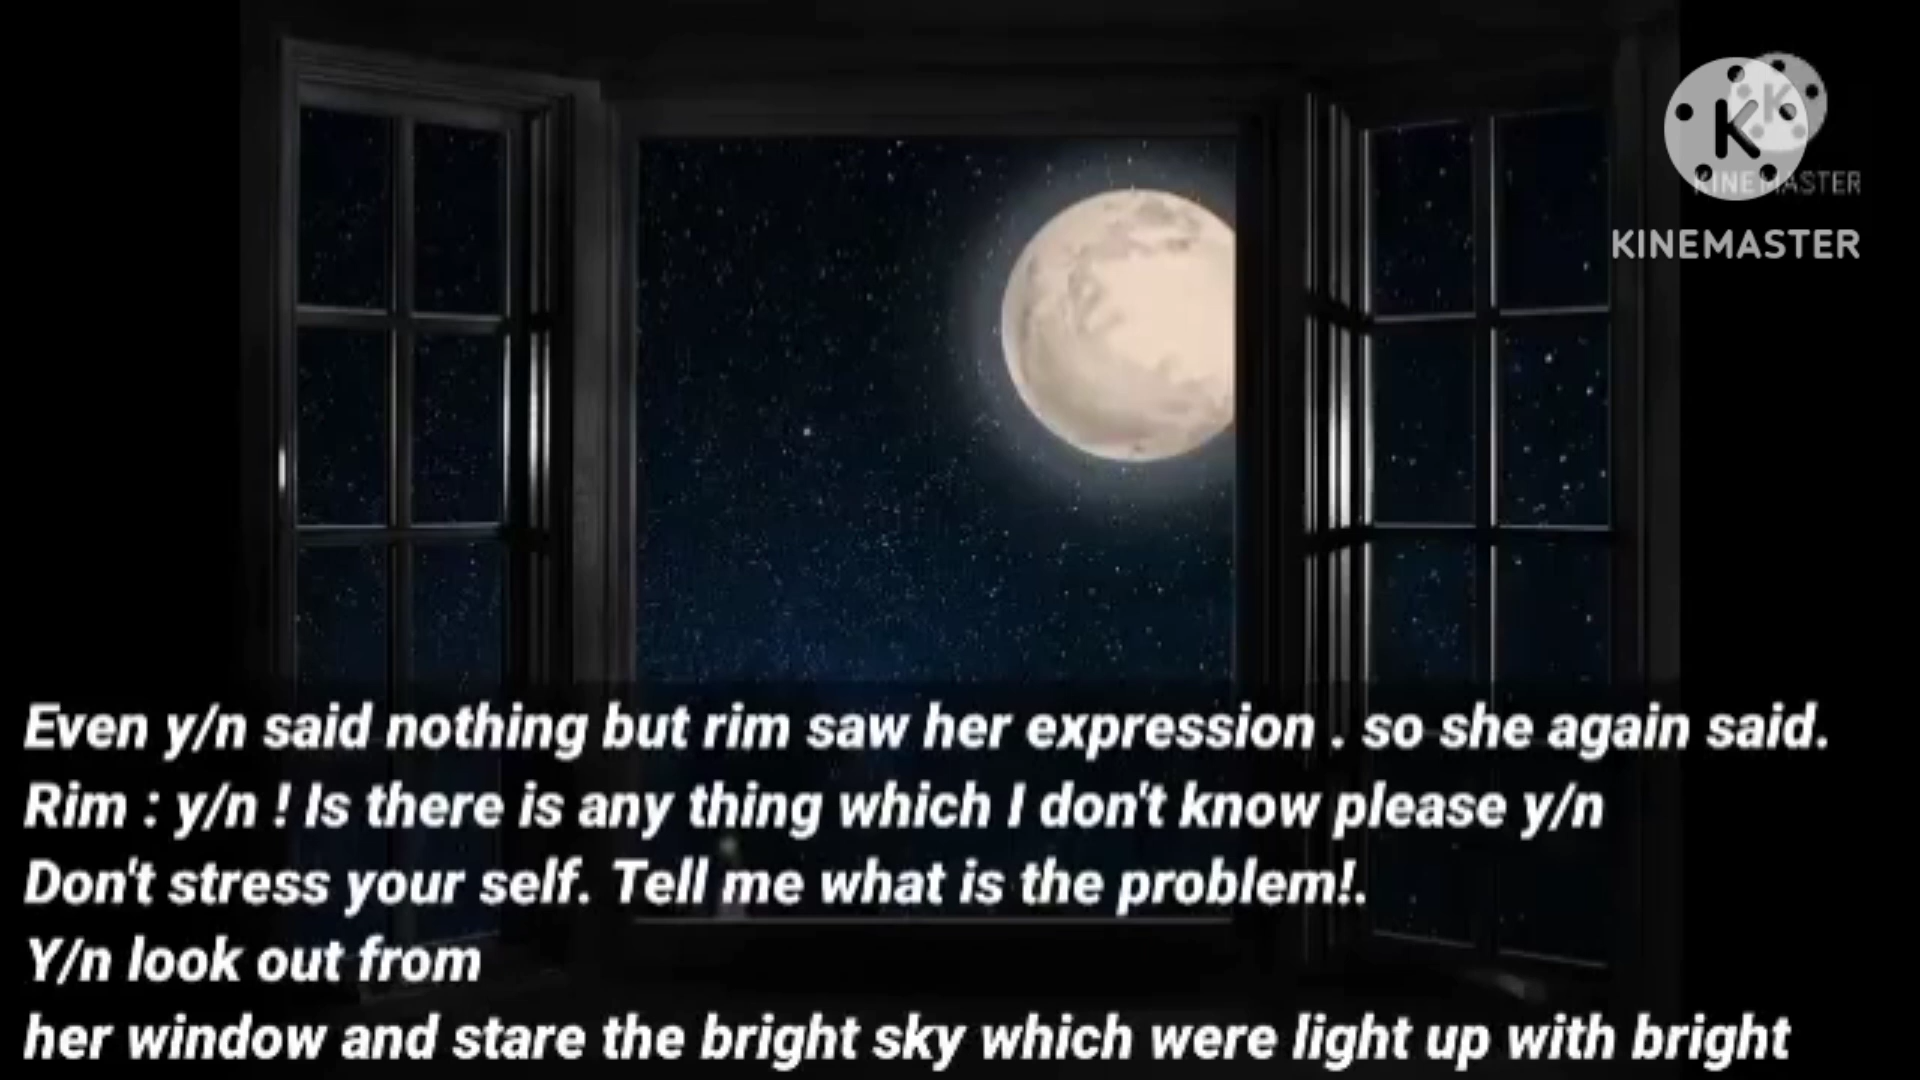 KINEMASTER
KINEMASTER
Even y/n said nothing but rim saw her expression . so she again said.
Rim : y/n ! Is there is any thing which I don't know please y/n
Don't stress your self. Tell me what is the problem!.
Y/n look out from
her window and stare the bright sky which were light up with bright